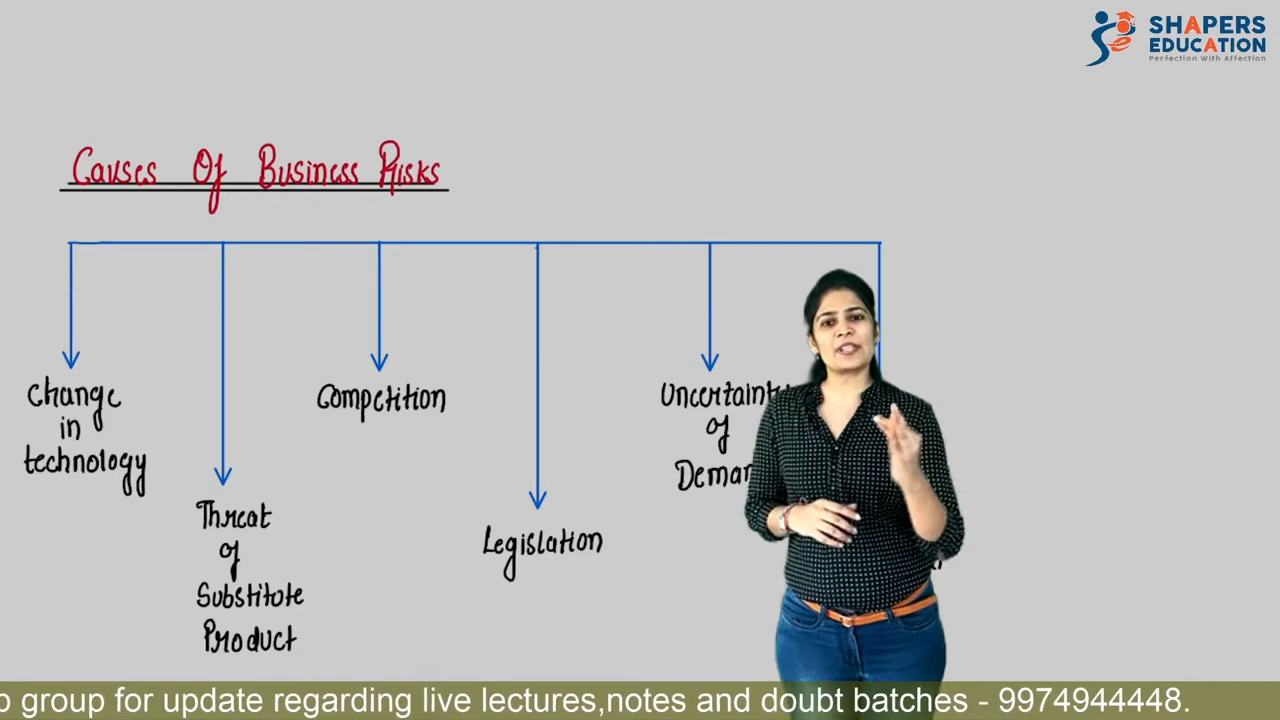 SHAPERS
EDUCATION
Perfection With Affection
Causes Of Business Risks
Change
in
technology
Threat
of
Substitute
Product
Competition
Legislation
of
group for update regarding live lectures,notes and doubt batches - 9974944448.